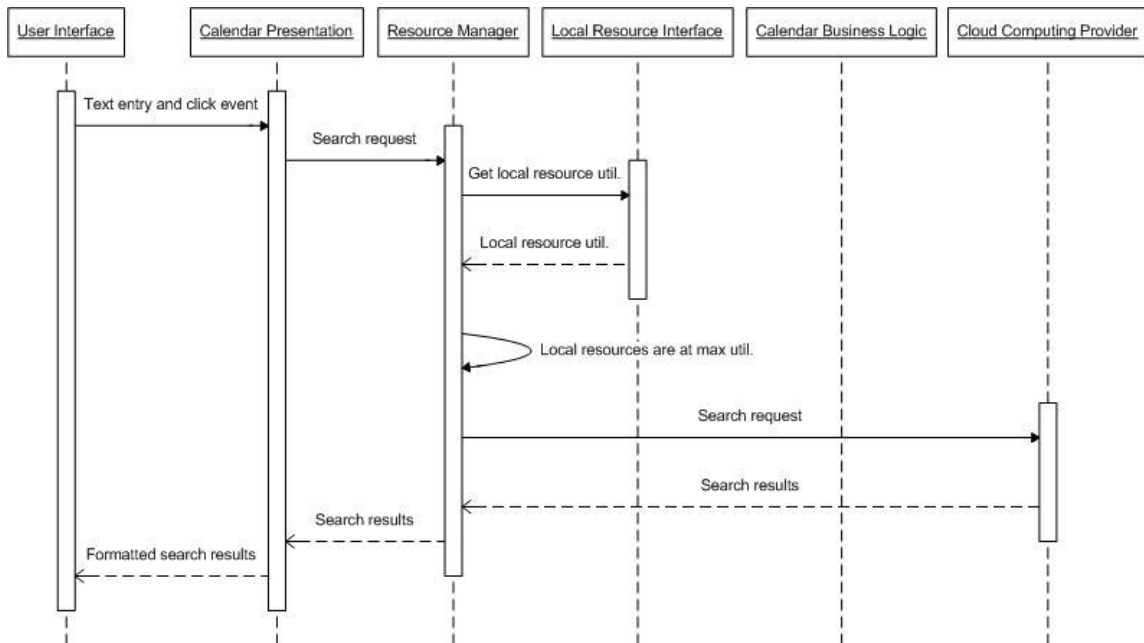 User Interface
Calendar Presentation
Resource Manager
Local Resource Interface
Calendar Business Logic
Cloud Computing Provider
Text entry and click event
Search request
Get local resource util.
Local resource util.
Local resources are at max util.
Search request
Search results
Search results
Formatted search results